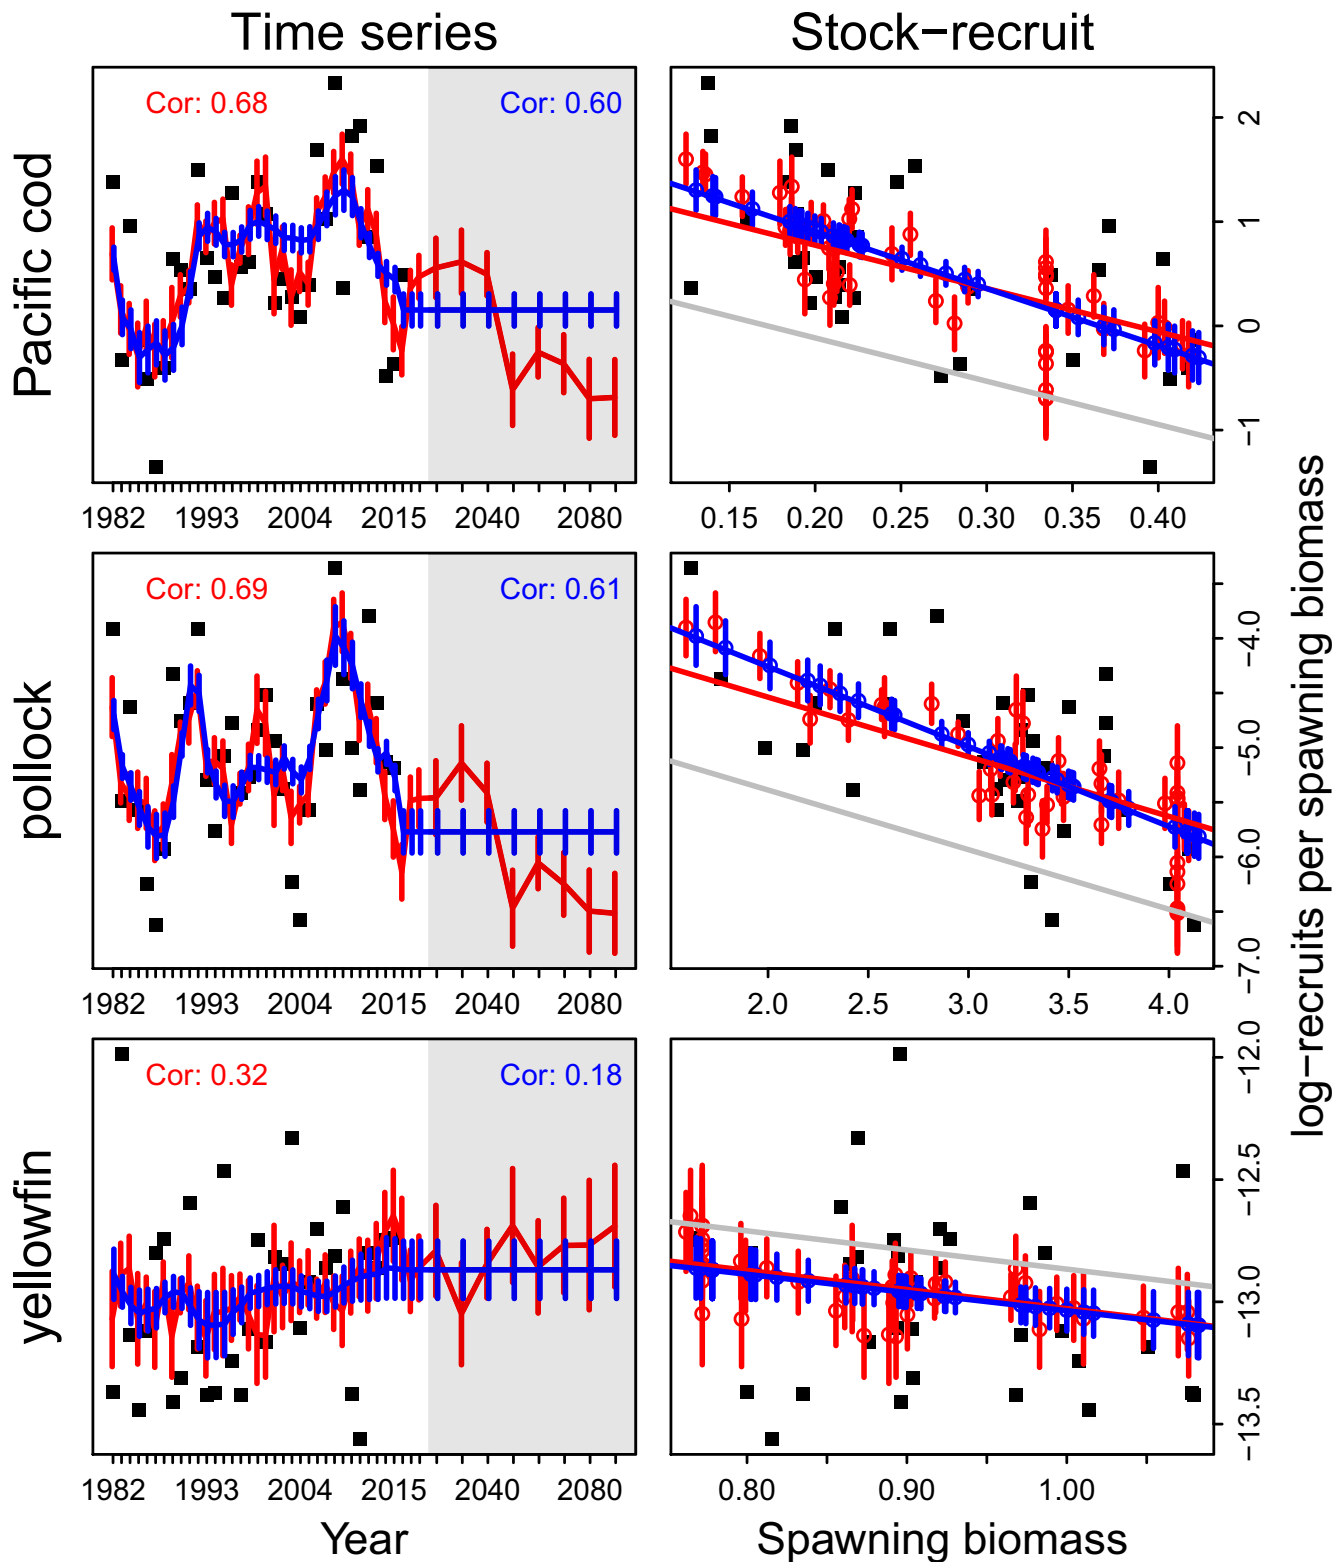 Time series Stock−recruit
Pacific cod
Cor: 0.68 Cor: 0.60
1982 1993 2004 2015 2040 2080
0.15 0.20 0.25 0.30 0.35 0.40
2 1 0 −1
pollock
Cor: 0.69 Cor: 0.61
1982 1993 2004 2015 2040 2080
2.0 2.5 3.0 3.5 4.0
−4.0 −5.0 −6.0 −7.0
yellowfin
Cor: 0.32 Cor: 0.18
1982 1993 2004 2015 2040 2080
0.80 0.90 1.00
−12.0 −12.5 −13.0 −13.5
Year Spawning biomass
log−recruits per spawning biomass